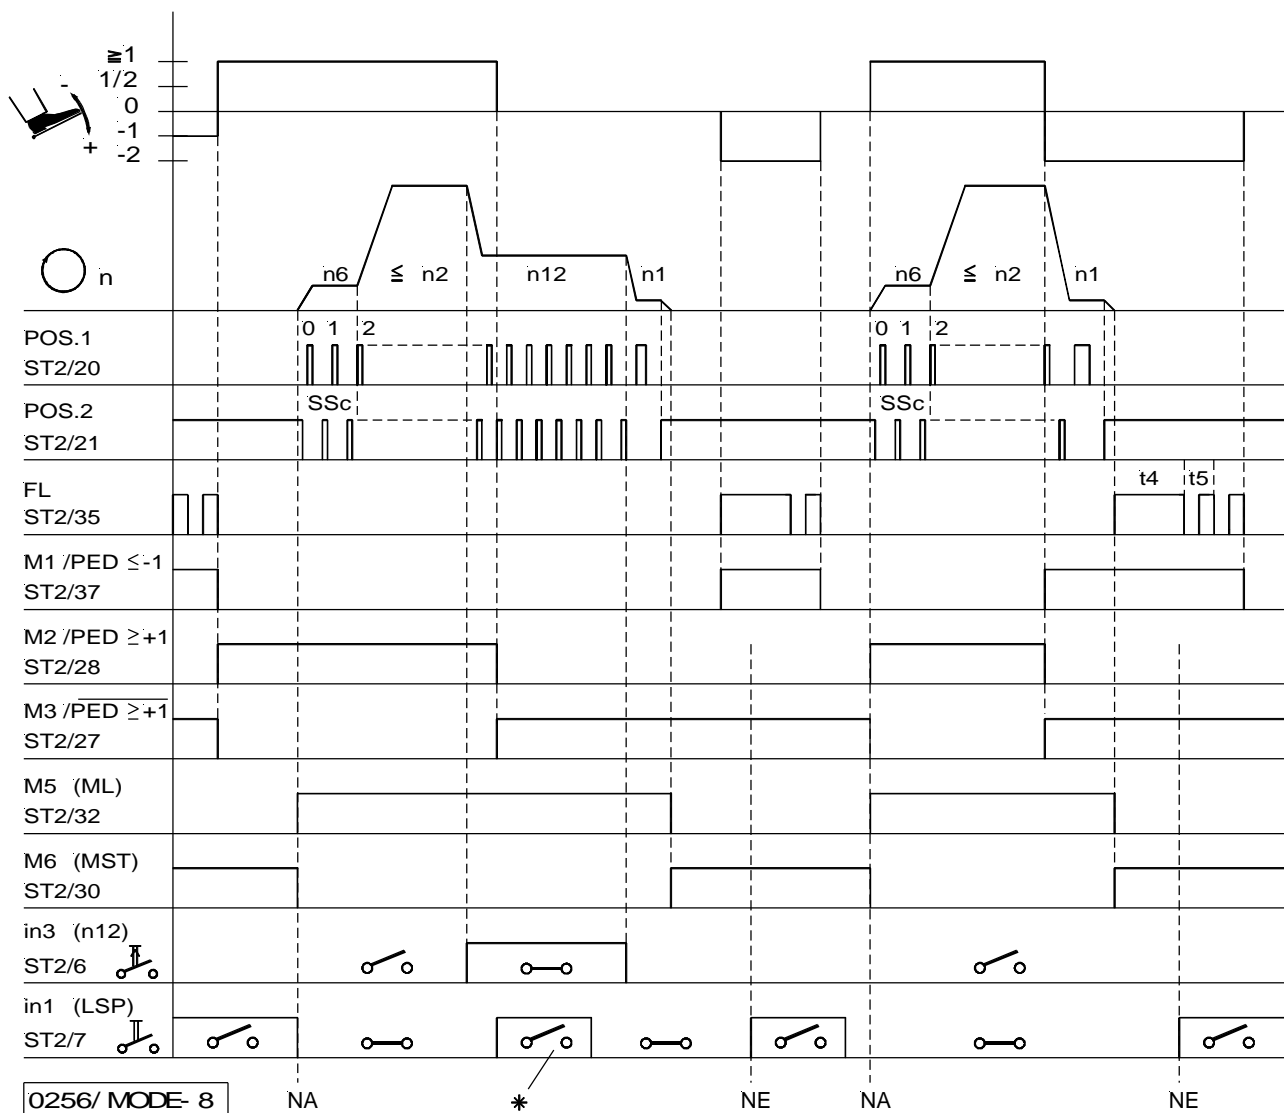 ≧1
- 1/2
0
-1
+ -2
n
n6 ≦ n2 n12 n1 n6 ≦ n2 n1
POS.1 0 1 2 0 1 2
ST2/20
POS.2 SSc SSc
ST2/21
FL t4 t5
ST2/35
M1 /PED ≤-1
ST2/37
M2 /PED ≥+1
ST2/28
M3 /PED ≥+1
ST2/27
M5 (ML)
ST2/32
M6 (MST)
ST2/30
in3 (n12)
ST2/6
in1 (LSP)
ST2/7
0256/ MODE- 8 NA * NE NA NE